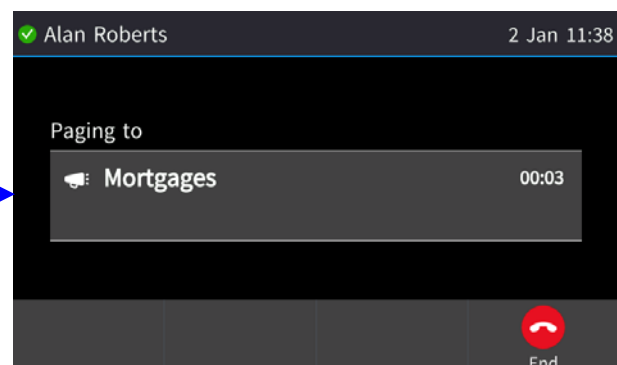 Alan Roberts 2 Jan 11:38
Paging to
Mortgages 00:03
End